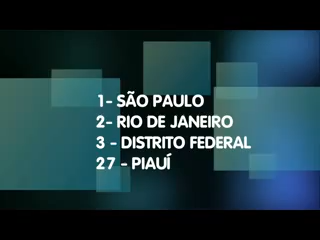 1- SÃO PAULO
2- RIO DE JANEIRO
3 - DISTRITO FEDERAL
27 - PIAUÍ